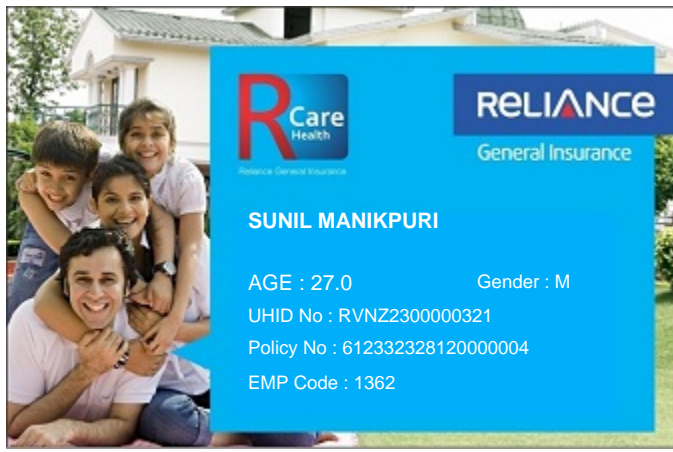 R Care
Health
Reliance General Insurance
RELIANCE
General Insurance
SUNIL MANIKPURI
AGE : 27.0
Gender : M
UHID No : RVNZ2300000321
Policy No : 612332328120000004
EMP Code : 1362